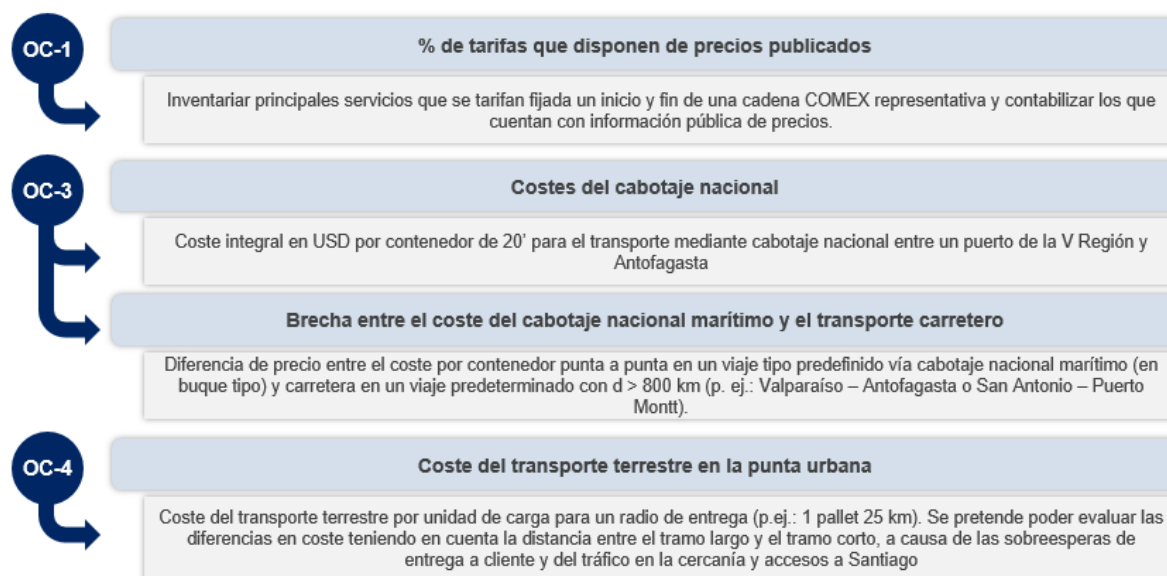 OC-1
% de tarifas que disponen de precios publicados
Inventariar principales servicios que se tarifan fijada un inicio y fin de una cadena COMEX representativa y contabilizar los que
cuentan con información pública de precios.
OC-3
Costes del cabotaje nacional
Coste integral en USD por contenedor de 20’ para el transporte mediante cabotaje nacional entre un puerto de la V Región y
Antofagasta
Brecha entre el coste del cabotaje nacional marítimo y el transporte carretero
Diferencia de precio entre el coste por contenedor punta a punta en un viaje tipo predefinido vía cabotaje nacional marítimo (en
buque tipo) y carretera en un viaje predeterminado con d > 800 km (p. ej.: Valparaíso – Antofagasta o San Antonio – Puerto
Montt).
OC-4
Coste del transporte terrestre en la punta urbana
Coste del transporte terrestre por unidad de carga para un radio de entrega (p.ej.: 1 pallet 25 km). Se pretende poder evaluar las
diferencias en coste teniendo en cuenta la distancia entre el tramo largo y el tramo corto, a causa de las sobreesperas de
entrega a cliente y del tráfico en la cercanía y accesos a Santiago